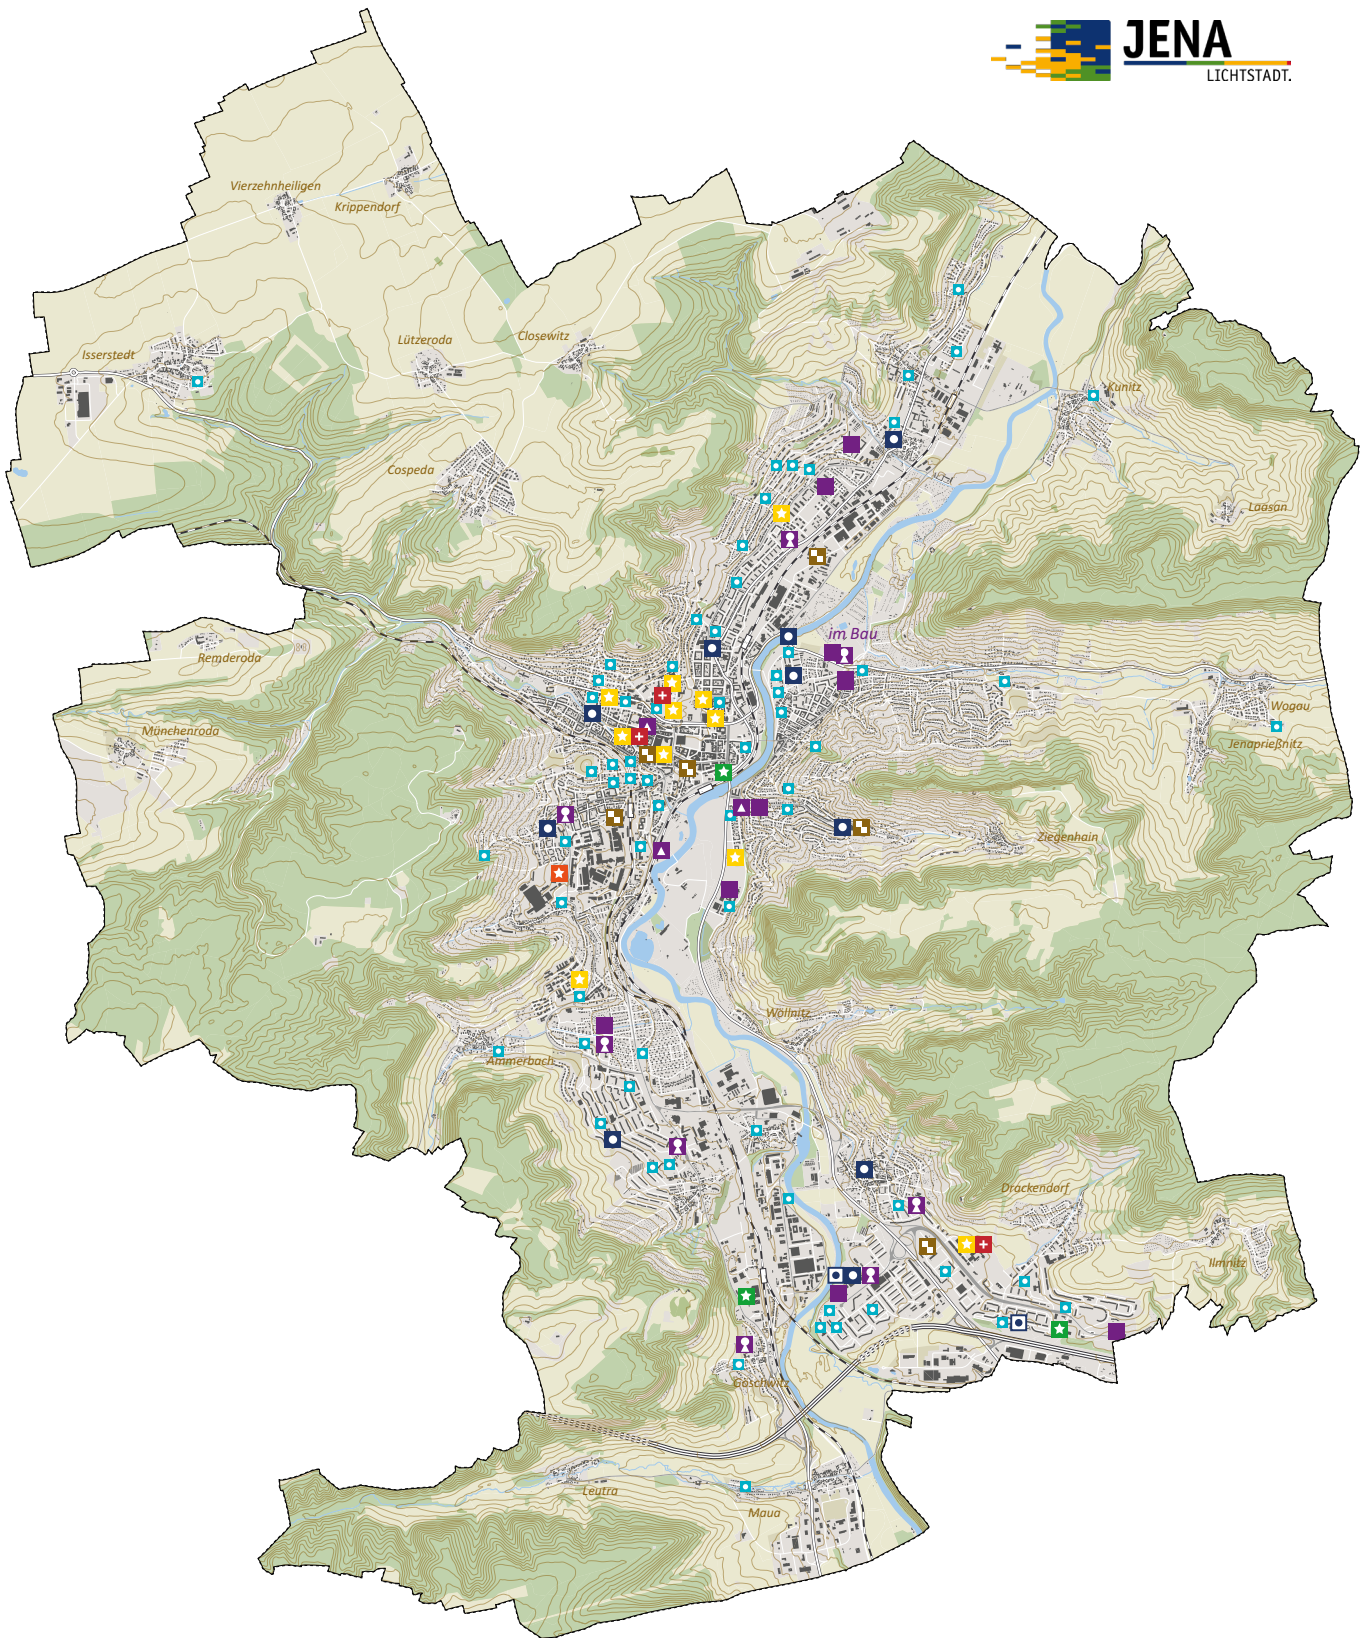 JENA
LICHTSTADT.
Vierzehnheiligen
Krippendorf
Isserstedt
Lützeroda
Closewitz
Kunitz
Cospeda
Laasan
im Bau
Remderoda
Wogau
Münchenroda
Jenaprießnitz
Ziegenhain
Wöllnitz
Ammerbach
Drackendorf
Ilmnitz
Göschwitz
Leutra
Maua